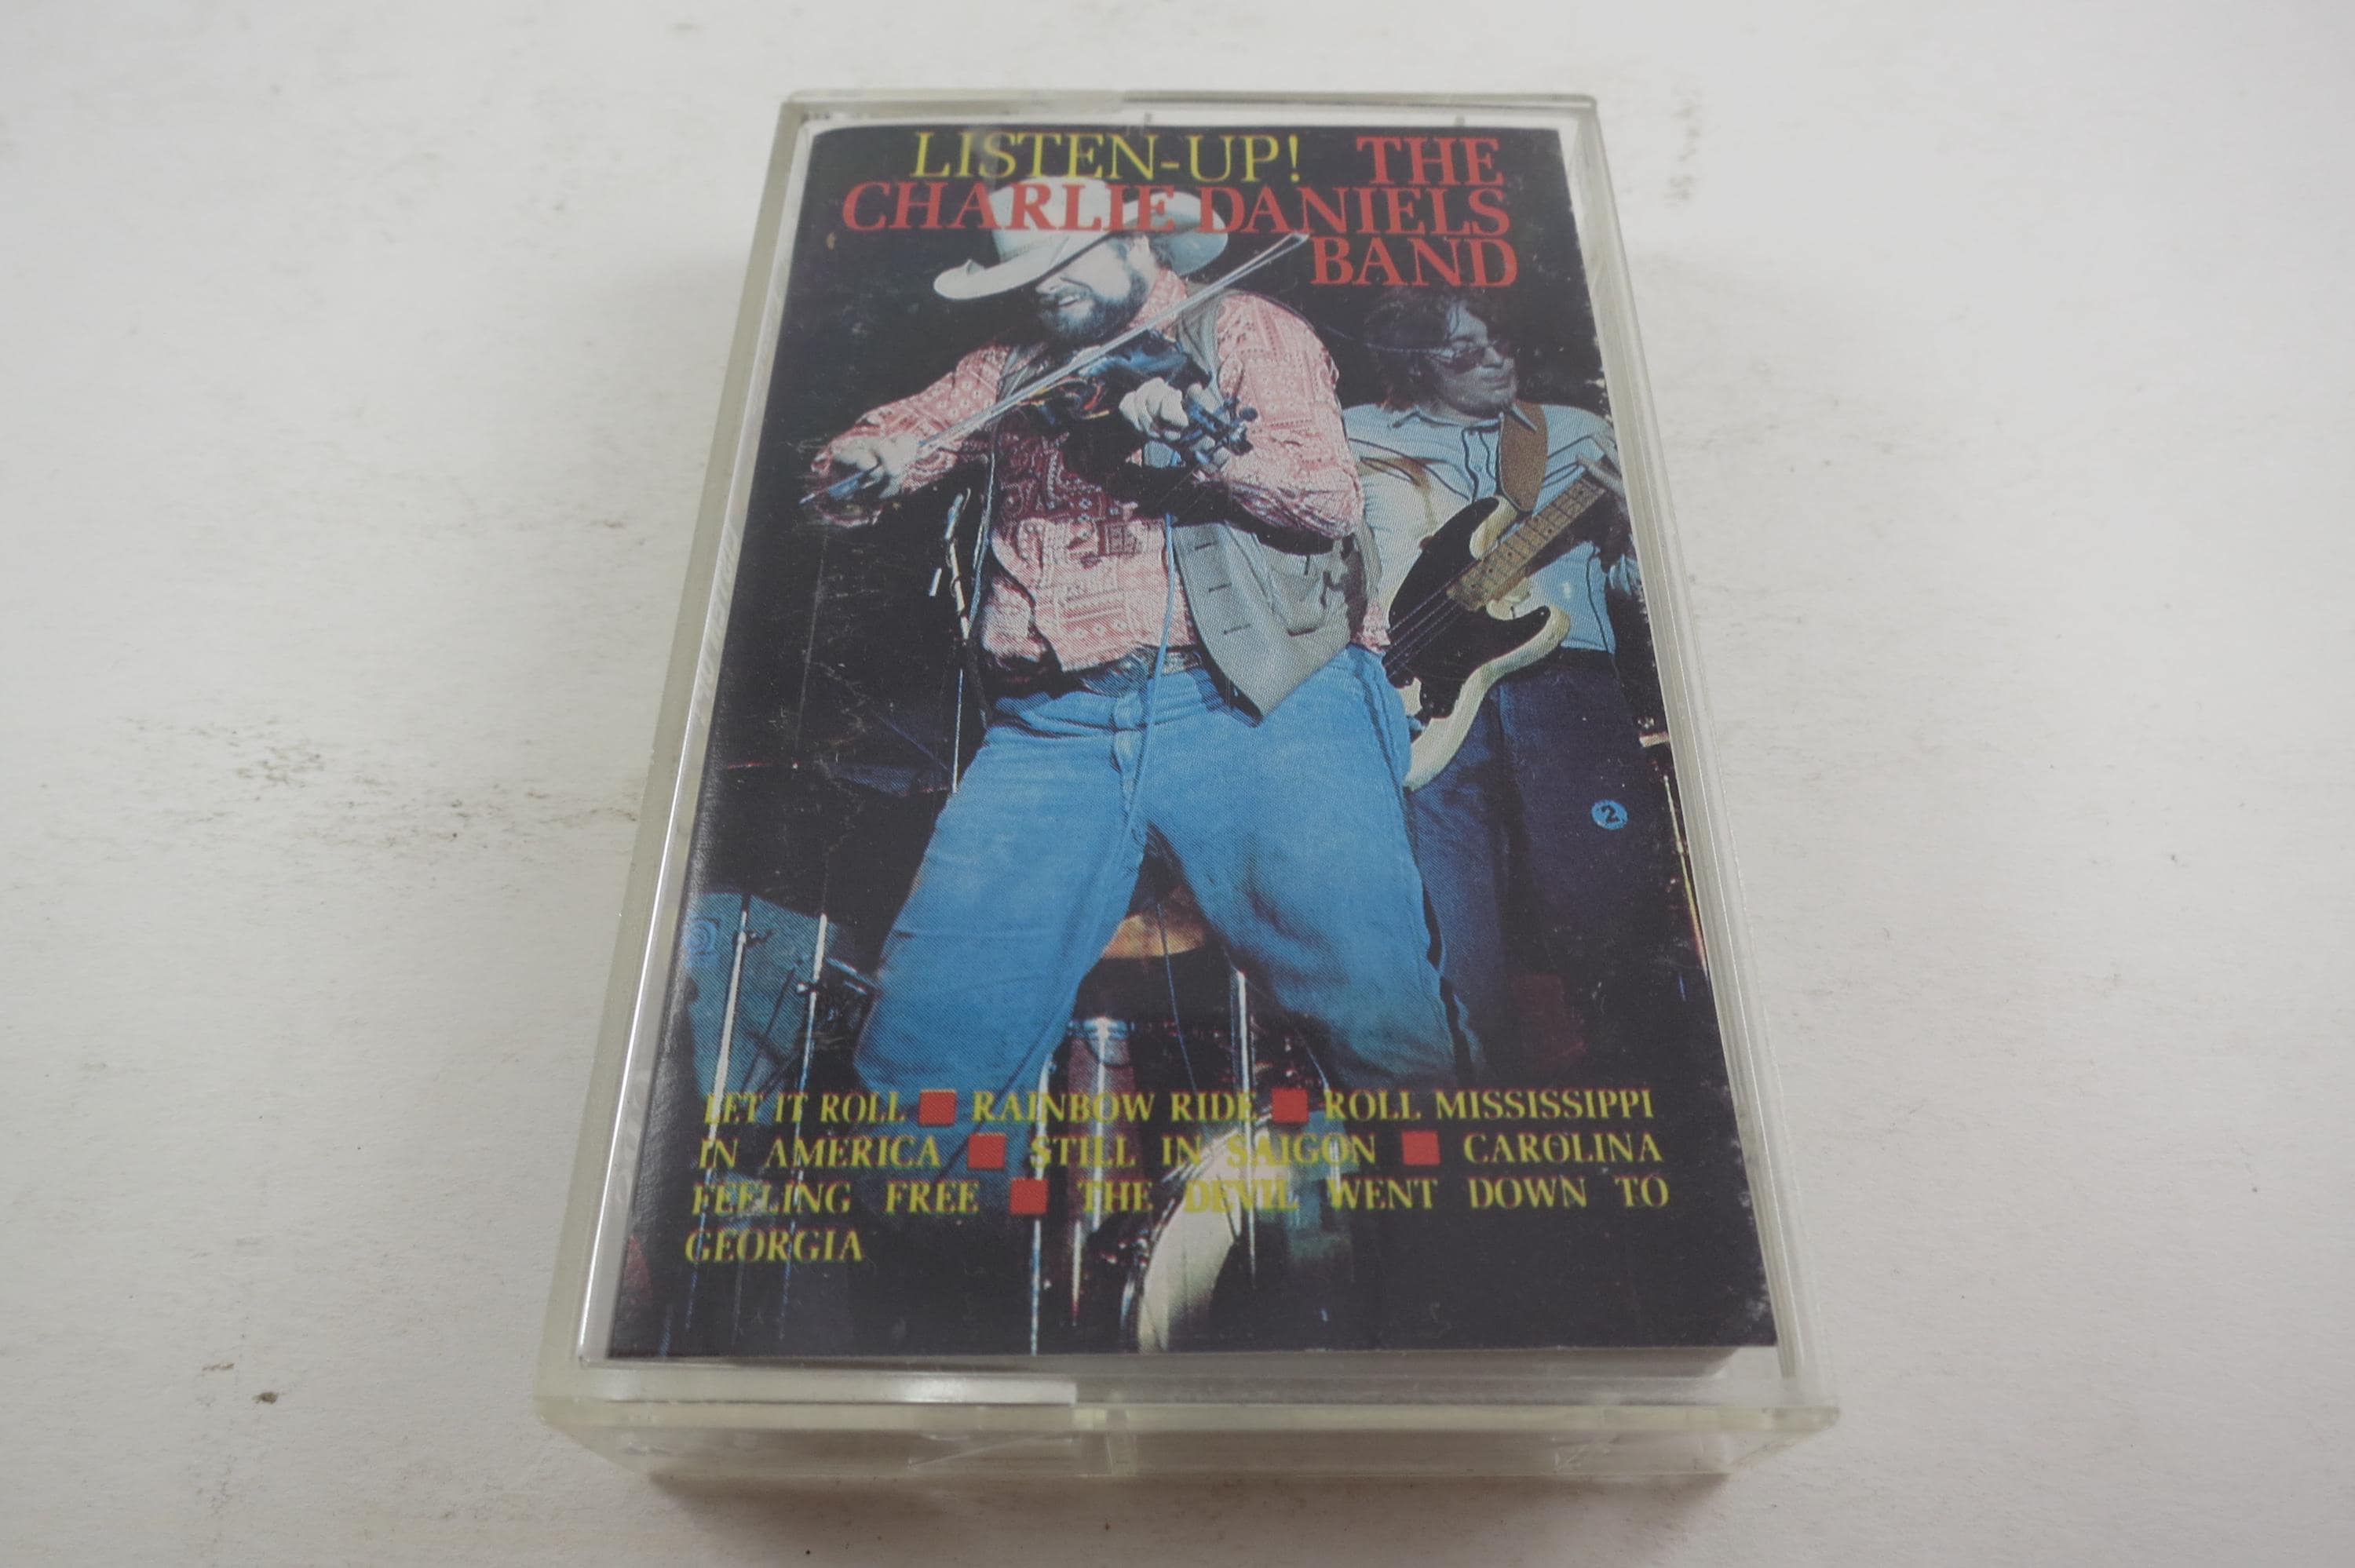 LISTEN-UP! THE
CHARLIE DANIELS
BAND
2
LET IT ROLL ■ RAINBOW RIDE ■ ROLL MISSISSIPPI
IN AMERICA ■ STILL IN SAIGON ■ CAROLINA
FEELING FREE ■ THE DEVIL WENT DOWN TO
GEORGIA